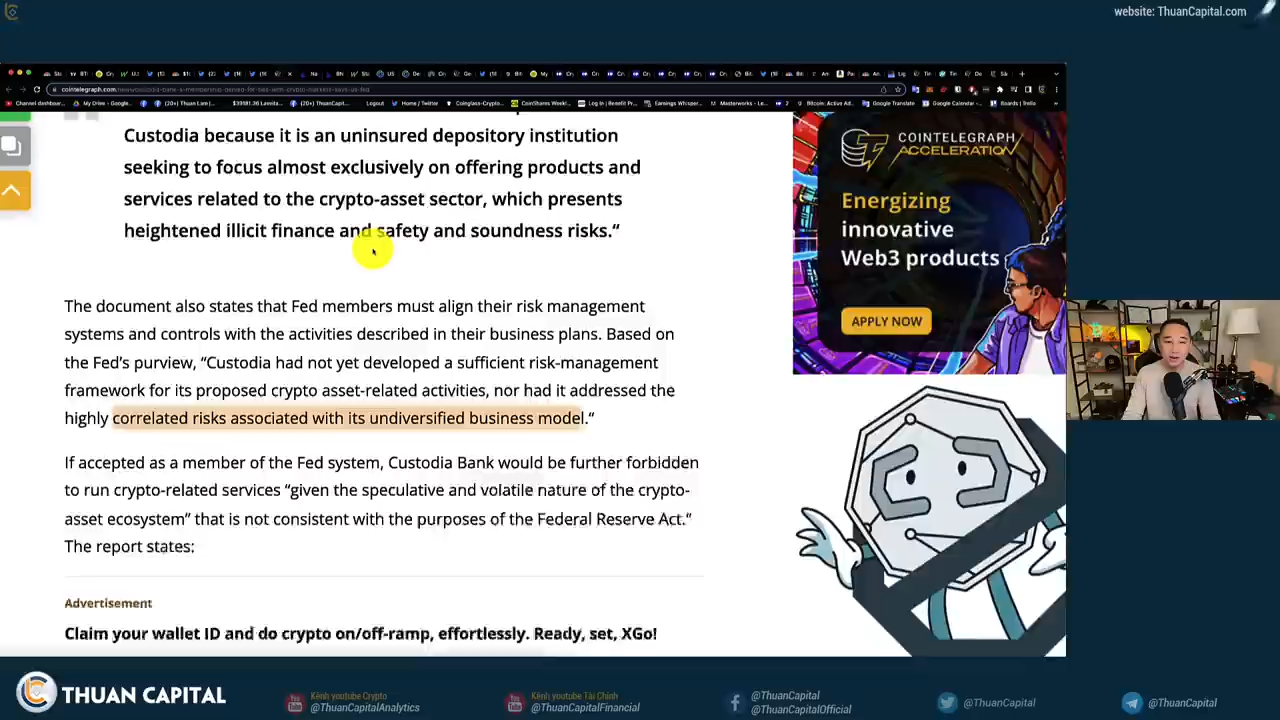 website: ThuanCapital.com
Custodia because it is an uninsured depository institution
seeking to focus almost exclusively on offering products and
services related to the crypto-asset sector, which presents
heightened illicit finance and safety and soundness risks.“
The document also states that Fed members must align their risk management
systems and controls with the activities described in their business plans. Based on
the Fed’s purview, “Custodia had not yet developed a sufficient risk-management
framework for its proposed crypto asset-related activities, nor had it addressed the
highly correlated risks associated with its undiversified business model.“
If accepted as a member of the Fed system, Custodia Bank would be further forbidden
to run crypto-related services “given the speculative and volatile nature of the crypto-
asset ecosystem” that is not consistent with the purposes of the Federal Reserve Act.”
The report states:
Advertisement
Claim your wallet ID and do crypto on/off-ramp, effortlessly. Ready, set, XGo!
COINTELEGRAPH
ACCELERATION
Energizing
innovative
Web3 products
APPLY NOW
THUAN CAPITAL
Kênh youtube Crypto
@ThuanCapitalAnalytics
Kênh youtube Tài Chính
@ThuanCapitalFinancial
@ThuanCapital
@ThuanCapitalOfficial
@ThuanCapital
@ThuanCapital